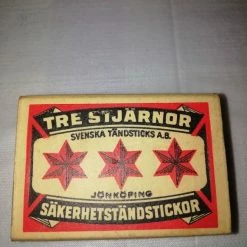 TRE STJÄRNOR
SVENSKA TÄNDSTICKS A.B.
JÖNKÖPING
SÄKERHETSTÄNDSTICKOR